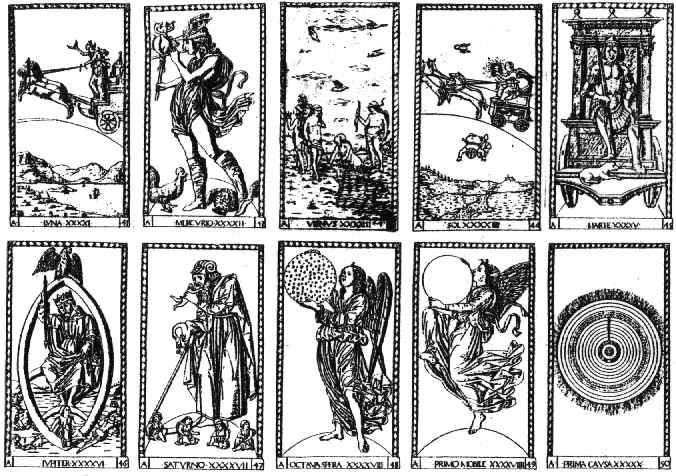 A LVNA·XXXXI 41
A MERCVRIO·XXXXII 42
A VENVS XXXXIII
A SOL XXXXIIII 44
A MARTE XXXXV 45
A IVPITER·XXXXVI 46
A SATVRNO·XXXXVII 47
A OCTAVA SPERA XXXXVIII 48
A PRIMO MOBILE XXXXVIIII 49
A PRIMA CAVSA XXXXX 50